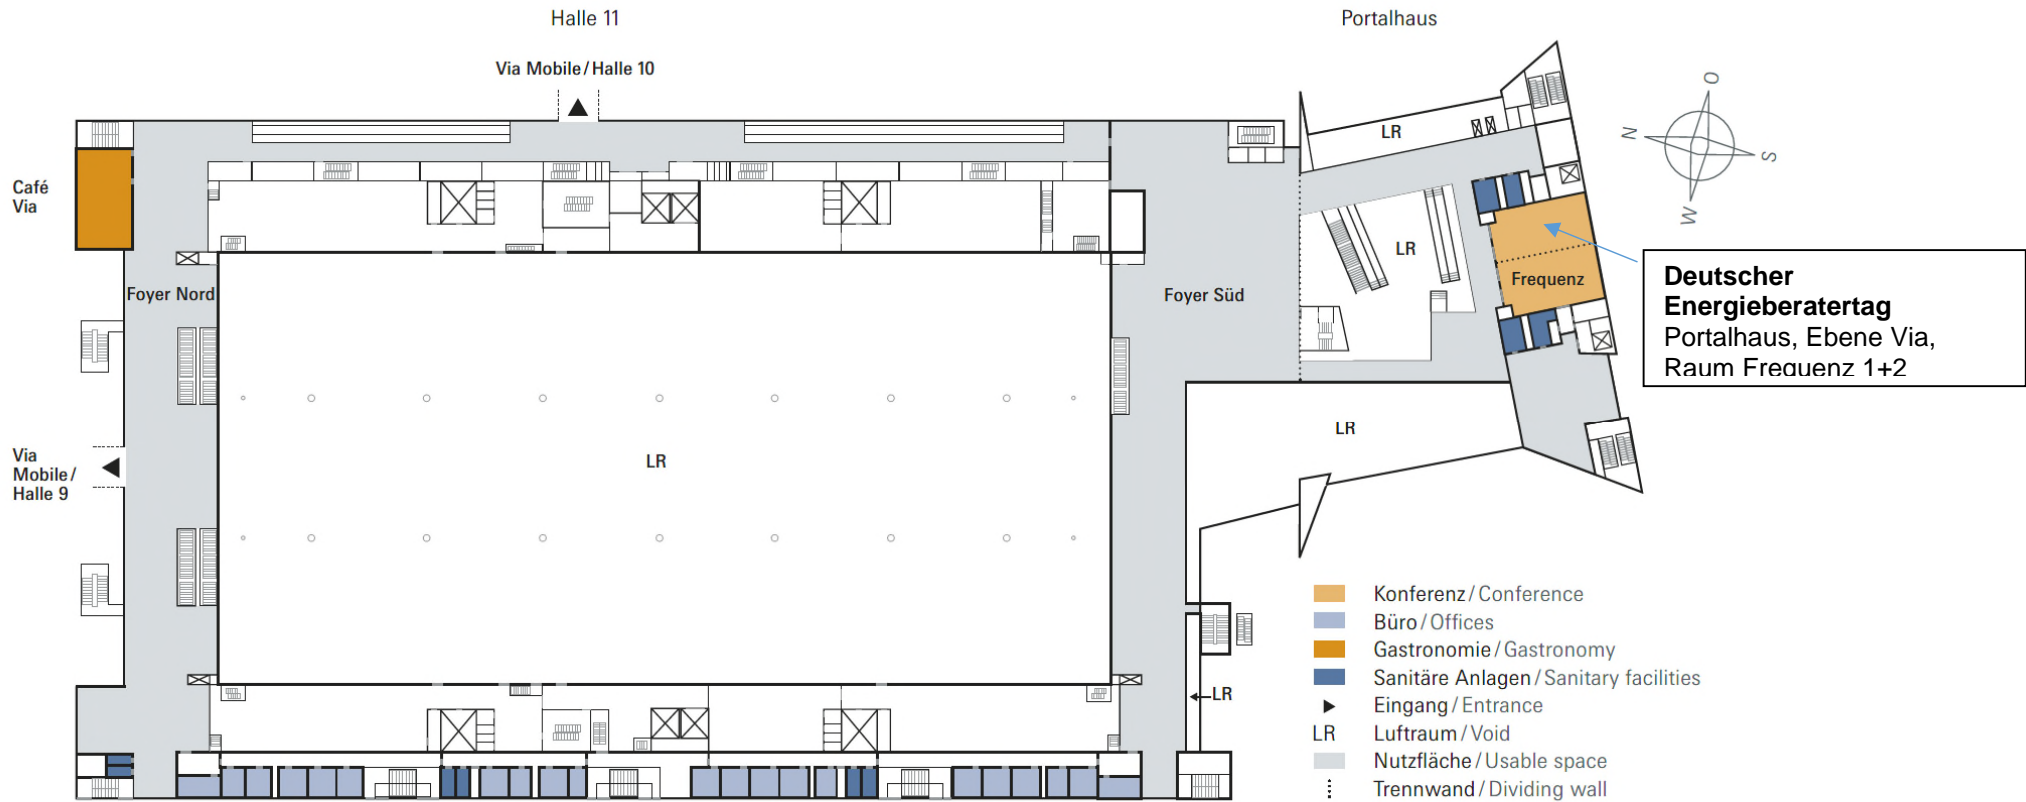 Halle 11
Portalhaus
Via Mobile/Halle 10
Café
Via
Foyer Nord
Via
Mobile/
Halle 9
LR
Foyer Süd
LR
LR
LR
LR
Frequenz
N
O
S
W
Deutscher
Energieberatertag
Portalhaus, Ebene Via,
Raum Frequenz 1+2
Konferenz/Conference
Büro/Offices
Gastronomie/Gastronomy
Sanitäre Anlagen/Sanitary facilities
Eingang/Entrance
LR Luftraum/Void
Nutzfläche/Usable space
Trennwand/Dividing wall